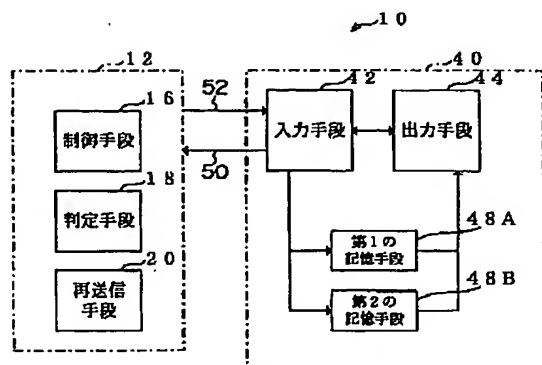 10
12
40
16
制御手段
18
判定手段
20
再送信
手段
52
50
42
入力手段
44
出力手段
48A
第1の
記憶手段
48B
第2の
記憶手段